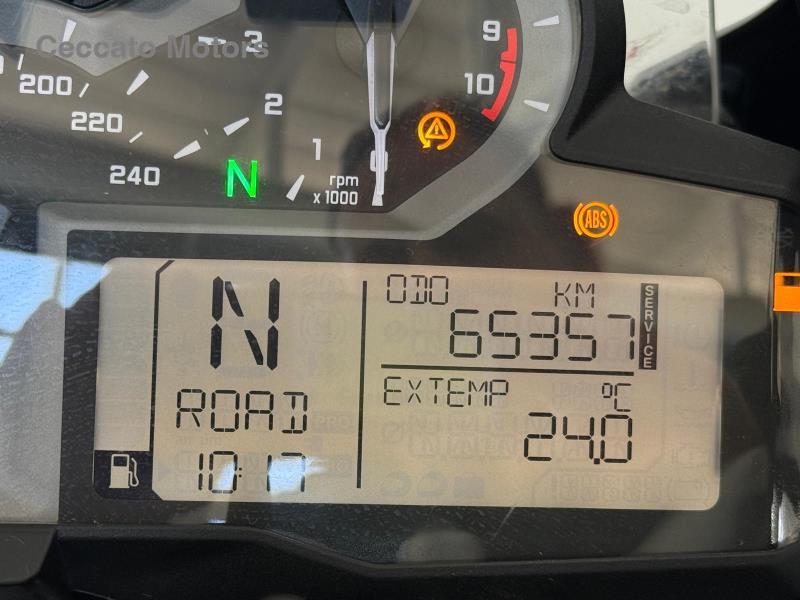 Ceccato Motors
3
9
200
10
2
220
1
240
N
rpm
x 1000
ABS
N
ODO KM
65357
SERVICE
EXTEMP °C
ROAD
24.0
10:17